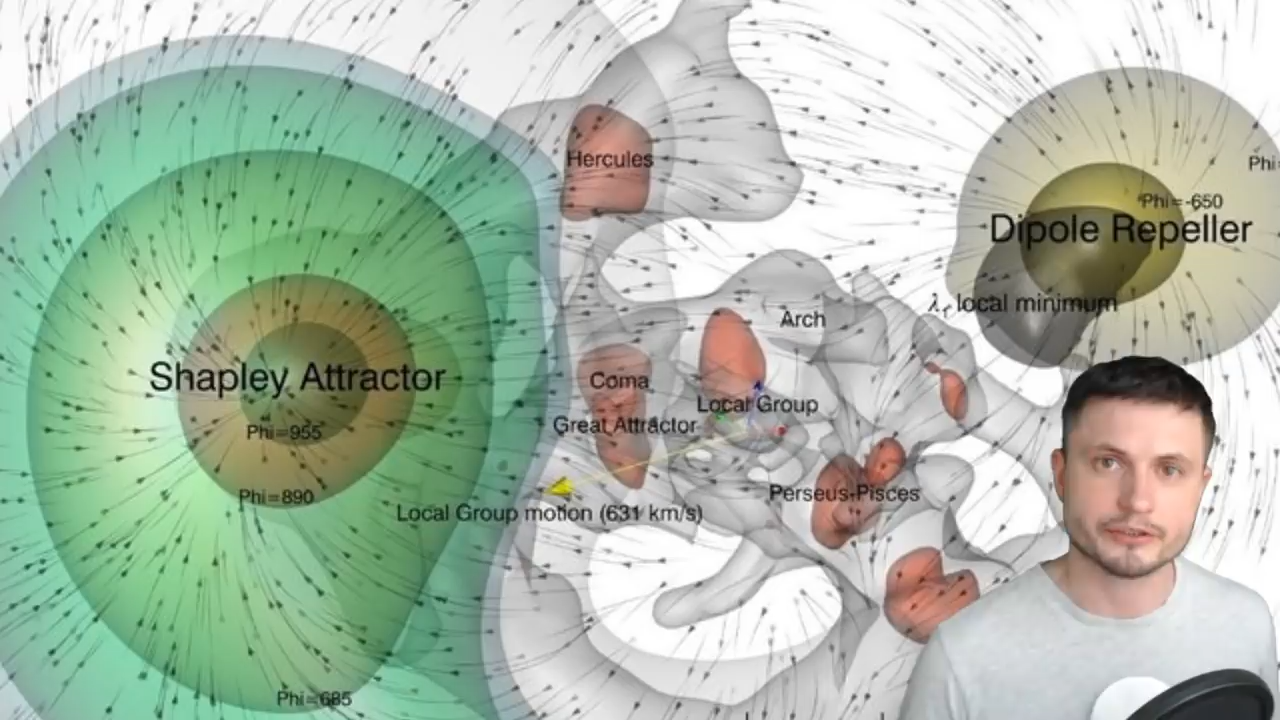 Hercules
Phi=
Phi=-650
Dipole Repeller
λ, local minimum
Arch
Shapley Attractor
Coma
Local Group
Great Attractor
Phi=955
Phi=890
Perseus-Pisces
Local Group motion (631 km/s)
Phi=685